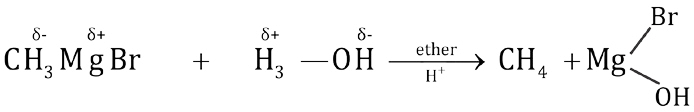 δ- δ+ δ+ δ- Br
CH₃MgBr + H₃—OH ether CH₄ + Mg
H⁺ OH